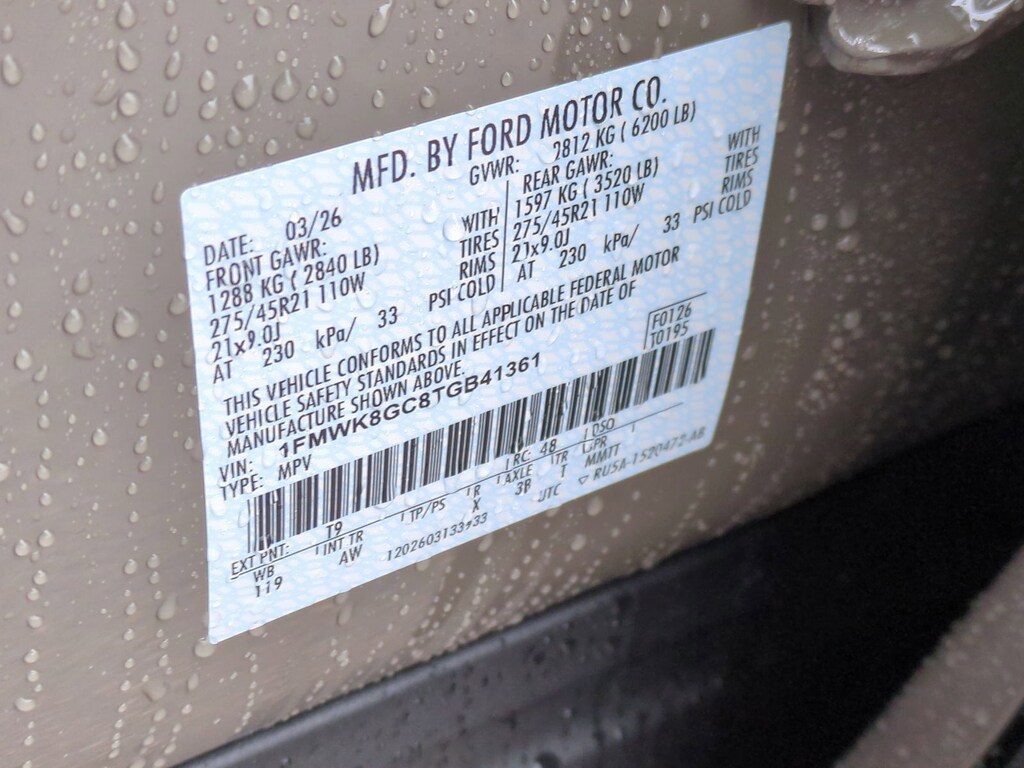 MFD. BY FORD MOTOR CO.
DATE: 03/26 GVWR: 2812 KG ( 6200 LB)
FRONT GAWR: REAR GAWR:
1288 KG ( 2840 LB) WITH 1597 KG ( 3520 LB) WITH
275/45R21 110W TIRES 275/45R21 110W TIRES
21x9.0J RIMS 21x9.0J RIMS
AT 230 kPa/ 33 PSI COLD AT 230 kPa/ 33 PSI COLD
THIS VEHICLE CONFORMS TO ALL APPLICABLE FEDERAL MOTOR
VEHICLE SAFETY STANDARDS IN EFFECT ON THE DATE OF
MANUFACTURE SHOWN ABOVE.
F0126
T0195
VIN: 1FMWK8GC8TGB41361
TYPE: MPV
EXT PNT: T9 RC: 48 DSO
WB INT TR TP/PS R AXLE TR
119 AW X 3B MMTT
1202603133 UTC ▽ RU5A-1520472-AB